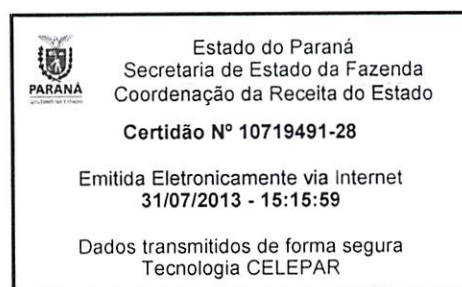 Estado do Paraná
Secretaria de Estado da Fazenda
Coordenação da Receita do Estado
PARANÁ
Certidão Nº 10719491-28
Emitida Eletronicamente via Internet
31/07/2013 - 15:15:59
Dados transmitidos de forma segura
Tecnologia CELEPAR